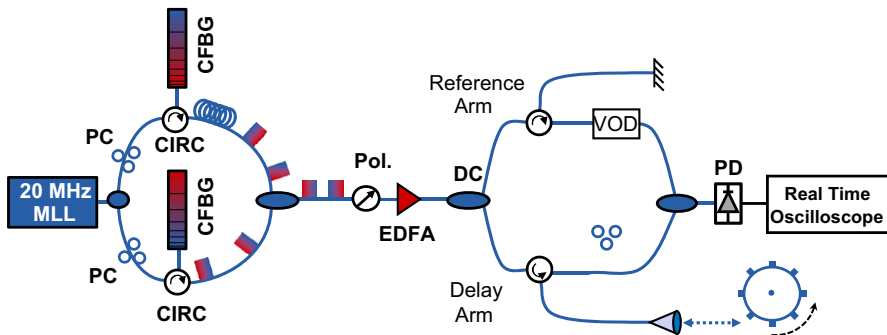 CFBG
PC
CIRC
20 MHz
MLL
CFBG
PC
CIRC
Pol.
EDFA
DC
Reference
Arm
VOD
Delay
Arm
PD
Real Time
Oscilloscope